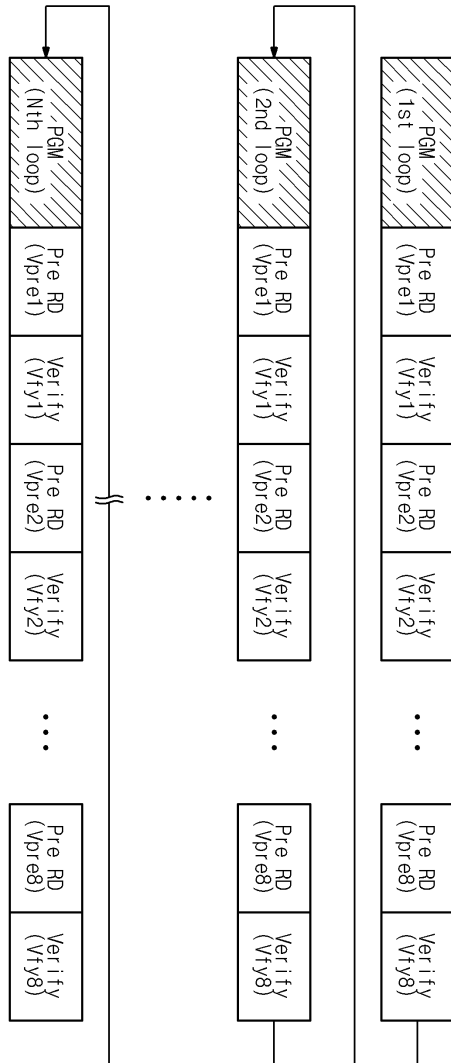 PGM
(1st loop)
Pre RD
(Vpre1)
Verify
(Vfy1)
Pre RD
(Vpre2)
Verify
(Vfy2)
Pre RD
(Vpre8)
Verify
(Vfy8)
PGM
(2nd loop)
Pre RD
(Vpre1)
Verify
(Vfy1)
Pre RD
(Vpre2)
Verify
(Vfy2)
Pre RD
(Vpre8)
Verify
(Vfy8)
PGM
(Nth loop)
Pre RD
(Vpre1)
Verify
(Vfy1)
Pre RD
(Vpre2)
Verify
(Vfy2)
Pre RD
(Vpre8)
Verify
(Vfy8)